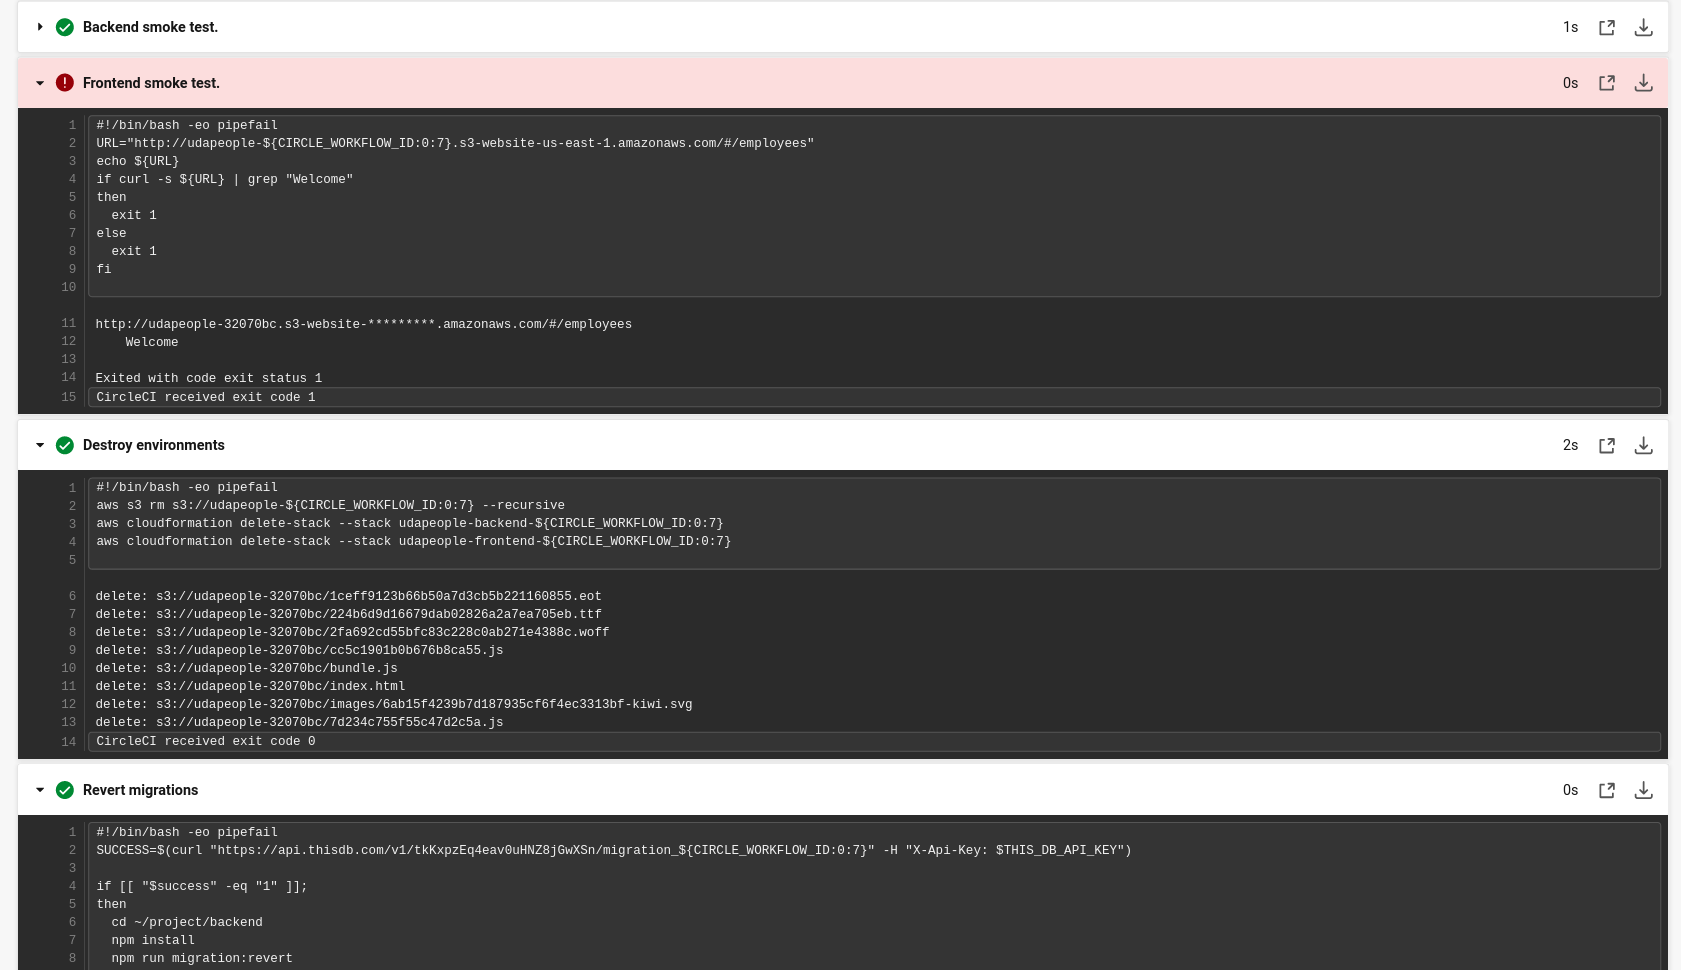 Backend smoke test.
1s
Frontend smoke test.
0s
1 #!/bin/bash -eo pipefail
2 URL="http://udapeople-${CIRCLE_WORKFLOW_ID:0:7}.s3-website-us-east-1.amazonaws.com/#/employees"
3 echo ${URL}
4 if curl -s ${URL} | grep "Welcome"
5 then
6 exit 1
7 else
8 exit 1
9 fi
10
11 http://udapeople-32070bc.s3-website-*********.amazonaws.com/#/employees
12 Welcome
13
14 Exited with code exit status 1
15 CircleCI received exit code 1
Destroy environments
2s
1 #!/bin/bash -eo pipefail
2 aws s3 rm s3://udapeople-${CIRCLE_WORKFLOW_ID:0:7} --recursive
3 aws cloudformation delete-stack --stack udapeople-backend-${CIRCLE_WORKFLOW_ID:0:7}
4 aws cloudformation delete-stack --stack udapeople-frontend-${CIRCLE_WORKFLOW_ID:0:7}
5
6 delete: s3://udapeople-32070bc/1ceff9123b66b50a7d3cb5b221160855.eot
7 delete: s3://udapeople-32070bc/224b6d9d16679dab02826a2a7ea705eb.ttf
8 delete: s3://udapeople-32070bc/2fa692cd55bfc83c228c0ab271e4388c.woff
9 delete: s3://udapeople-32070bc/cc5c1901b0b676b8ca55.js
10 delete: s3://udapeople-32070bc/bundle.js
11 delete: s3://udapeople-32070bc/index.html
12 delete: s3://udapeople-32070bc/images/6ab15f4239b7d187935cf6f4ec3313bf-kiwi.svg
13 delete: s3://udapeople-32070bc/7d234c755f55c47d2c5a.js
14 CircleCI received exit code 0
Revert migrations
0s
1 #!/bin/bash -eo pipefail
2 SUCCESS=$(curl "https://api.thisdb.com/v1/tkKxpzEq4eav0uHNZ8jGwXSn/migration_${CIRCLE_WORKFLOW_ID:0:7}" -H "X-Api-Key: $THIS_DB_API_KEY")
3
4 if [[ "$success" -eq "1" ]];
5 then
6 cd ~/project/backend
7 npm install
8 npm run migration:revert